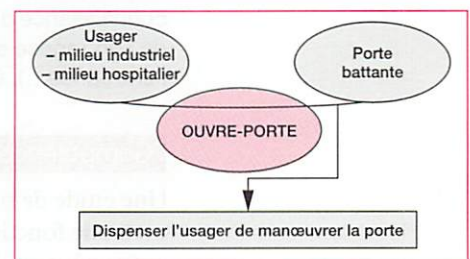 Usager
– milieu industriel
– milieu hospitalier
Porte
battante
OUVRE-PORTE
Dispenser l'usager de manœuvrer la porte